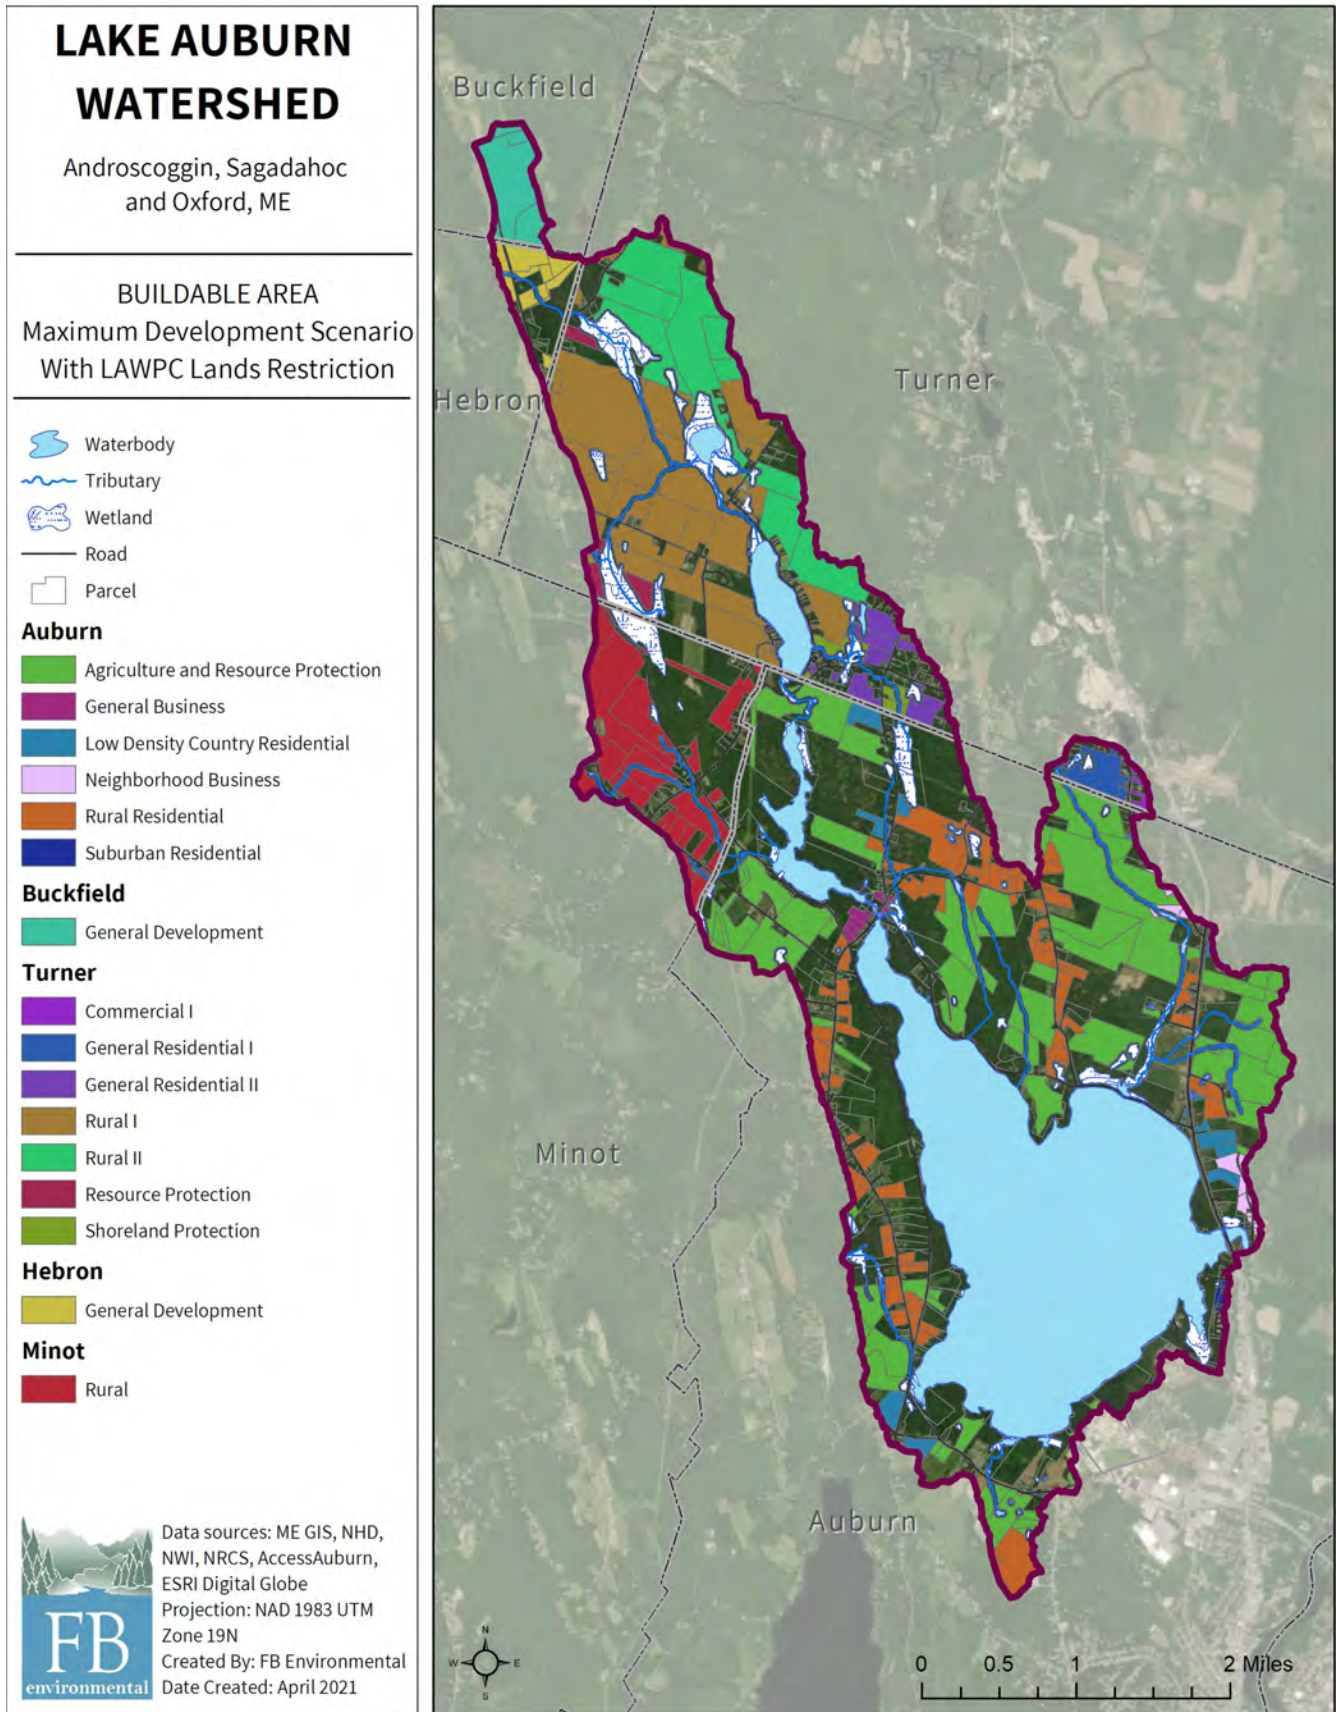 LAKE AUBURN
WATERSHED
Androscoggin, Sagadahoc
and Oxford, ME
BUILDABLE AREA
Maximum Development Scenario
With LAWPC Lands Restriction
Waterbody
Tributary
Wetland
Road
Parcel
Auburn
Agriculture and Resource Protection
General Business
Low Density Country Residential
Neighborhood Business
Rural Residential
Suburban Residential
Buckfield
General Development
Turner
Commercial I
General Residential I
General Residential II
Rural I
Rural II
Resource Protection
Shoreland Protection
Hebron
General Development
Minot
Rural
FB
environmental
Data sources: ME GIS, NHD,
NWI, NRCS, AccessAuburn,
ESRI Digital Globe
Projection: NAD 1983 UTM
Zone 19N
Created By: FB Environmental
Date Created: April 2021
Buckfield
Turner
Hebron
Minot
Auburn
N
W E
S
0 0.5 1 2 Miles